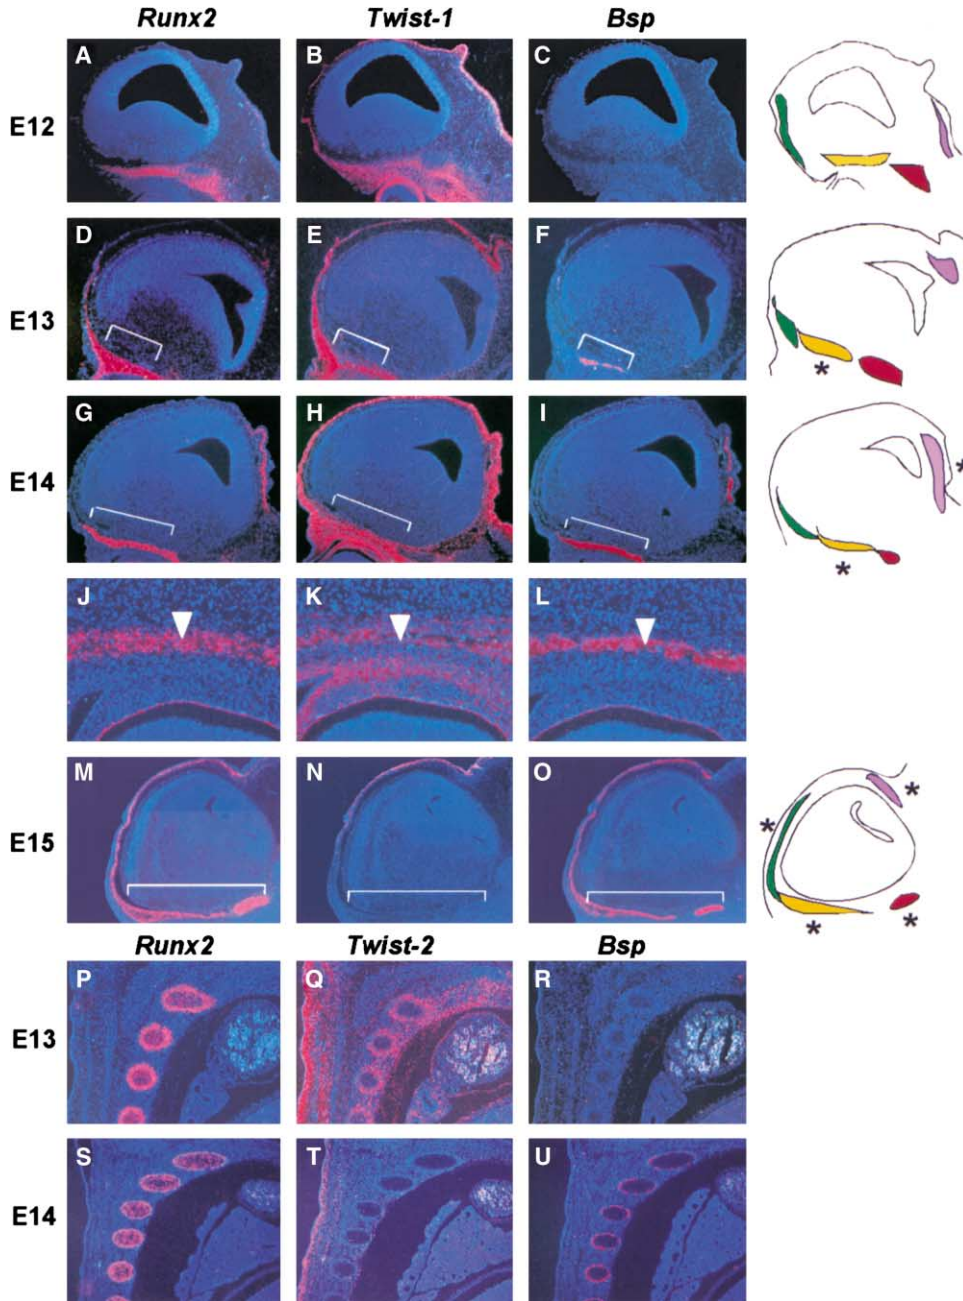 Runx2 Twist-1 Bsp
A B C
E12
D E F
E13 *
G H I
E14 * *
J K L
M N O
E15 * * * *
Runx2 Twist-2 Bsp
P Q R
E13
S T U
E14